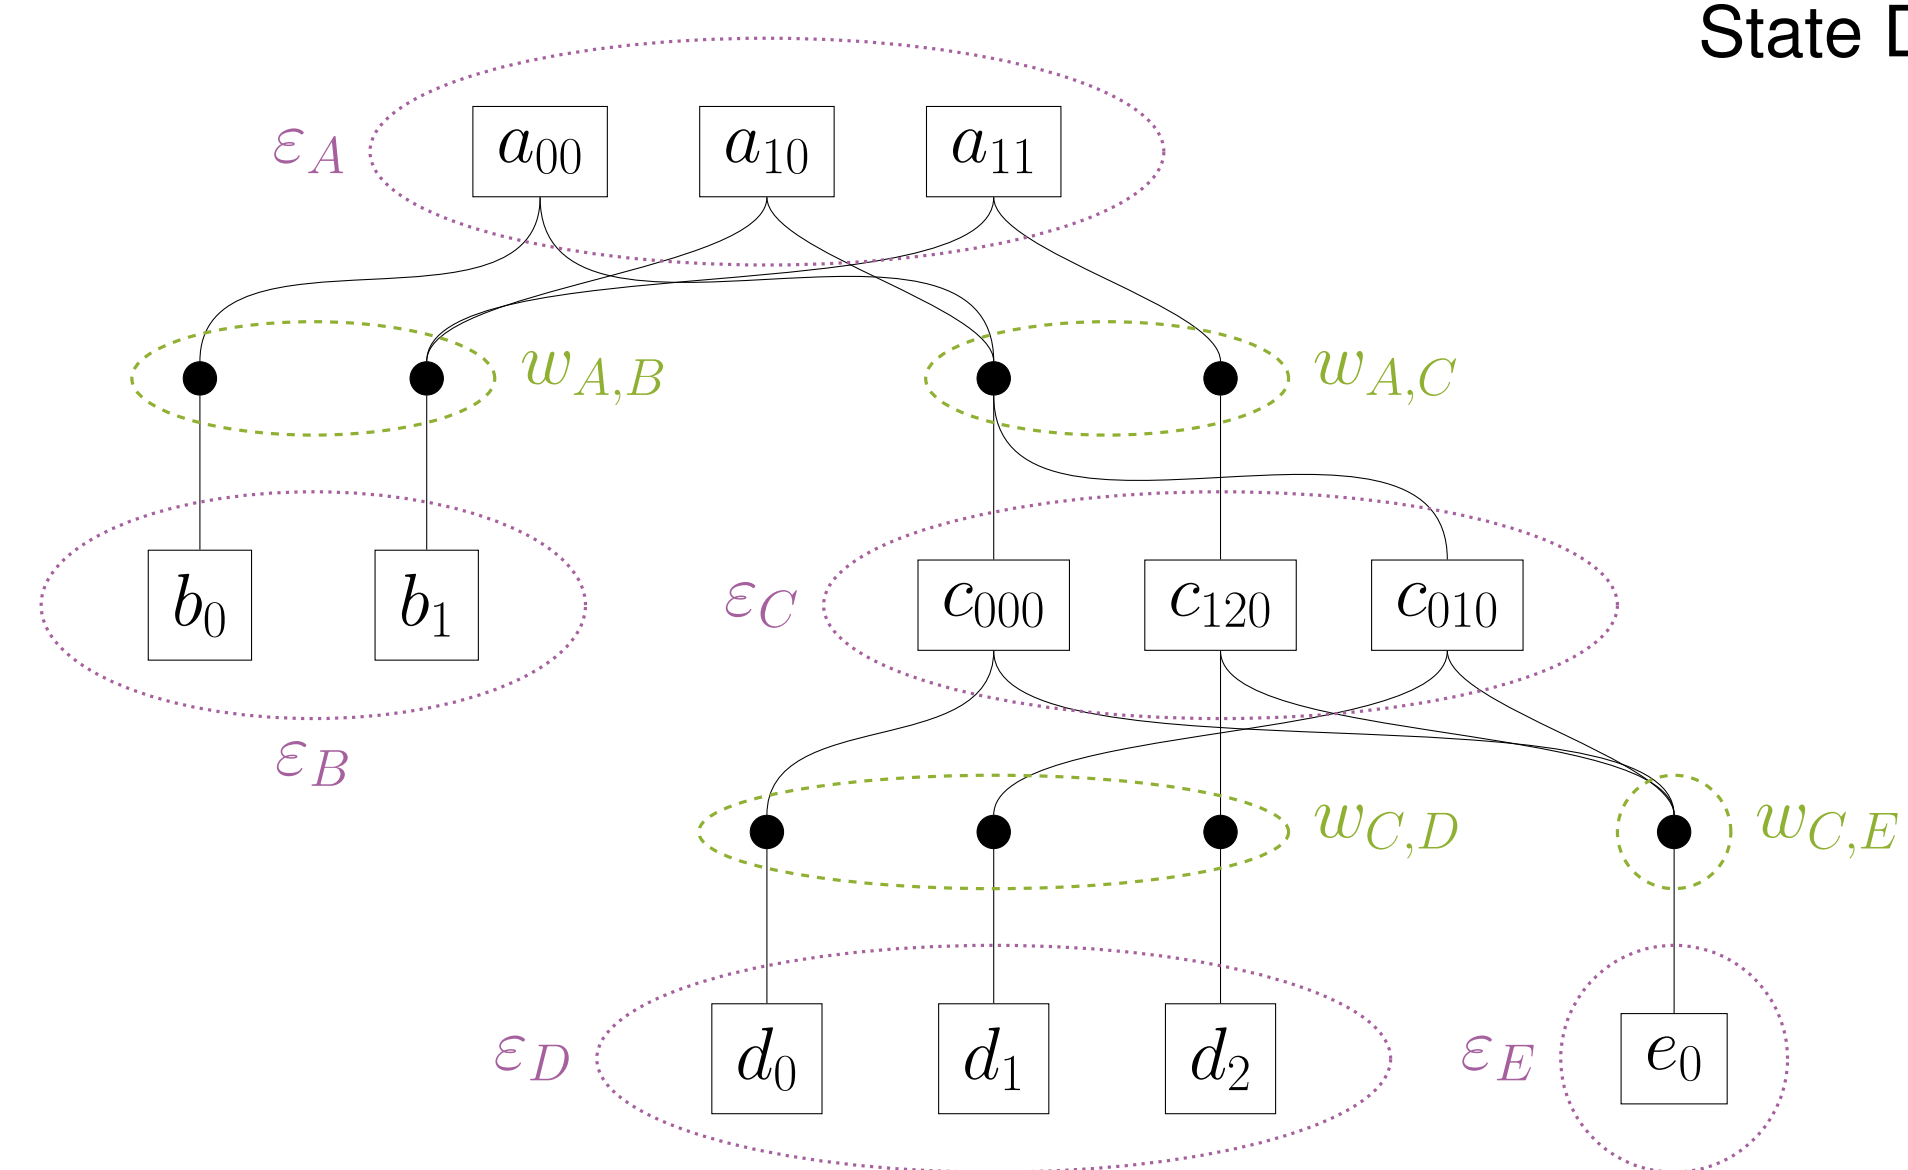 State D
ε_A a_00 a_10 a_11
w_A,B w_A,C
ε_C c_000 c_120 c_010
b_0 b_1
ε_B
w_C,D w_C,E
ε_D d_0 d_1 d_2 ε_E e_0